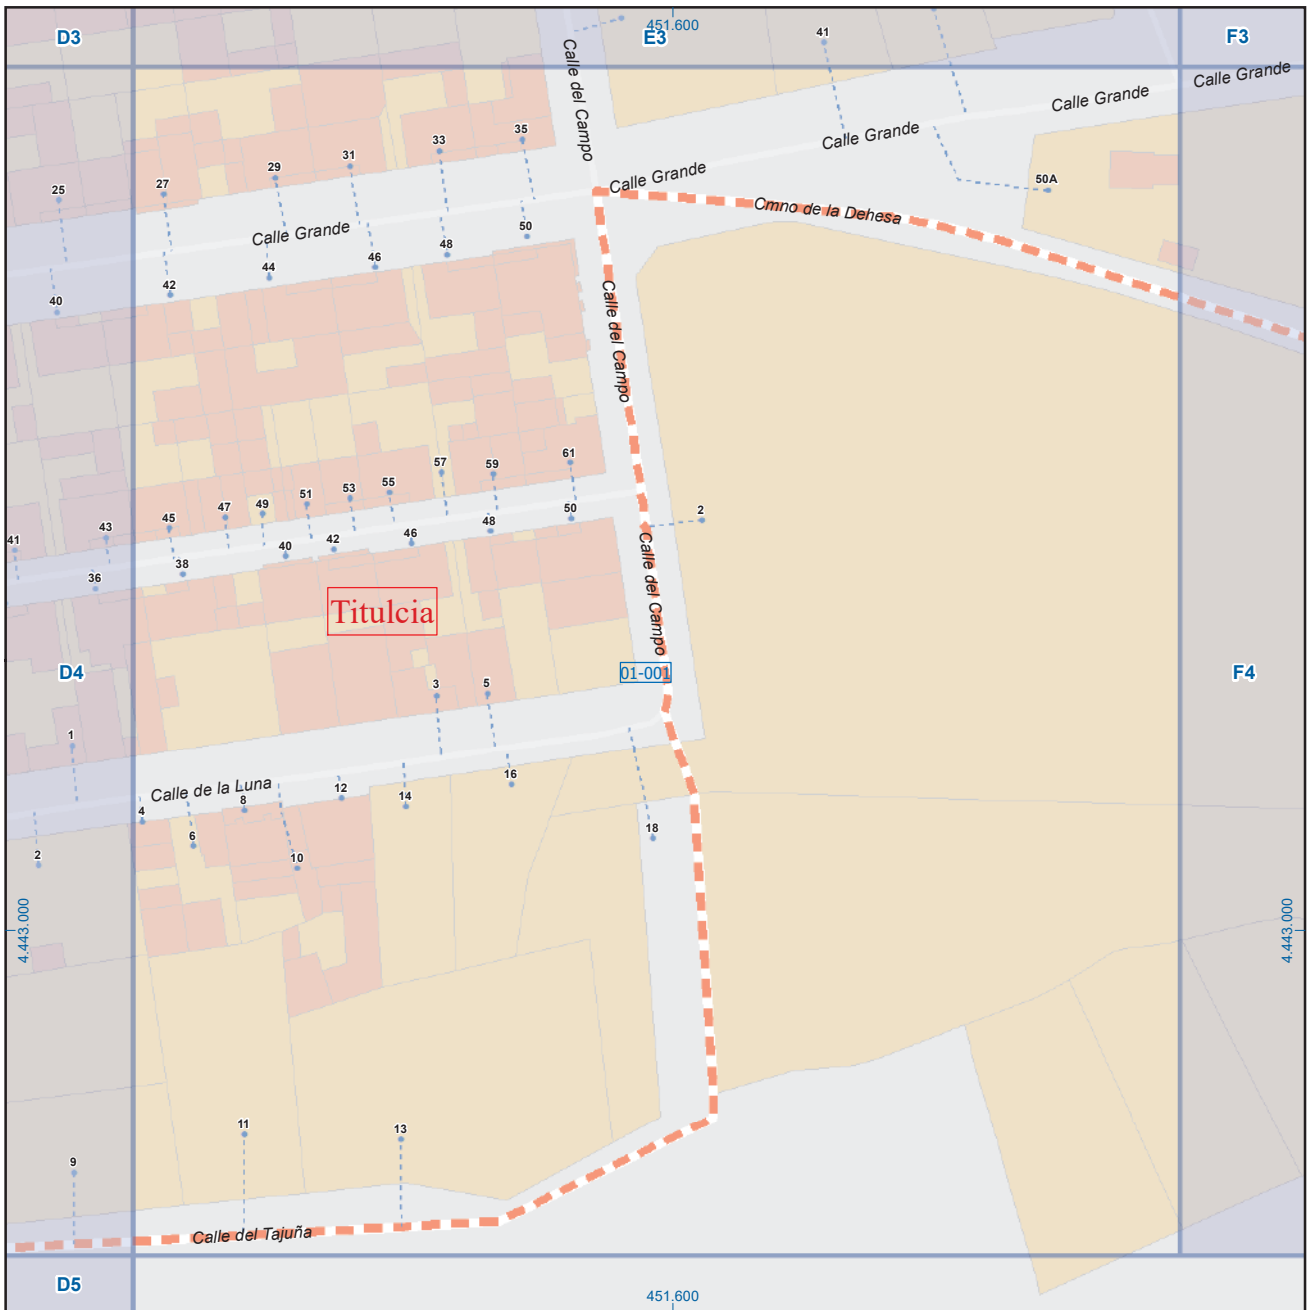 D3
451.600
E3
F3
41
Calle del Campo
Calle Grande
Calle Grande
Calle Grande
Calle Grande
35
33
31
29
27
25
50A
Cmno de la Dehesa
Calle Grande
50
48
46
44
42
40
Calle del Campo
61
59
57
55
53
51
49
47
45
43
41
2
50
48
46
42
40
38
36
Calle del Campo
Titulcia
D4
01-001
F4
3
5
1
Calle de la Luna
16
12
14
8
4
6
10
2
18
4.443.000
4.443.000
11
13
9
Calle del Tajuña
D5
451.600